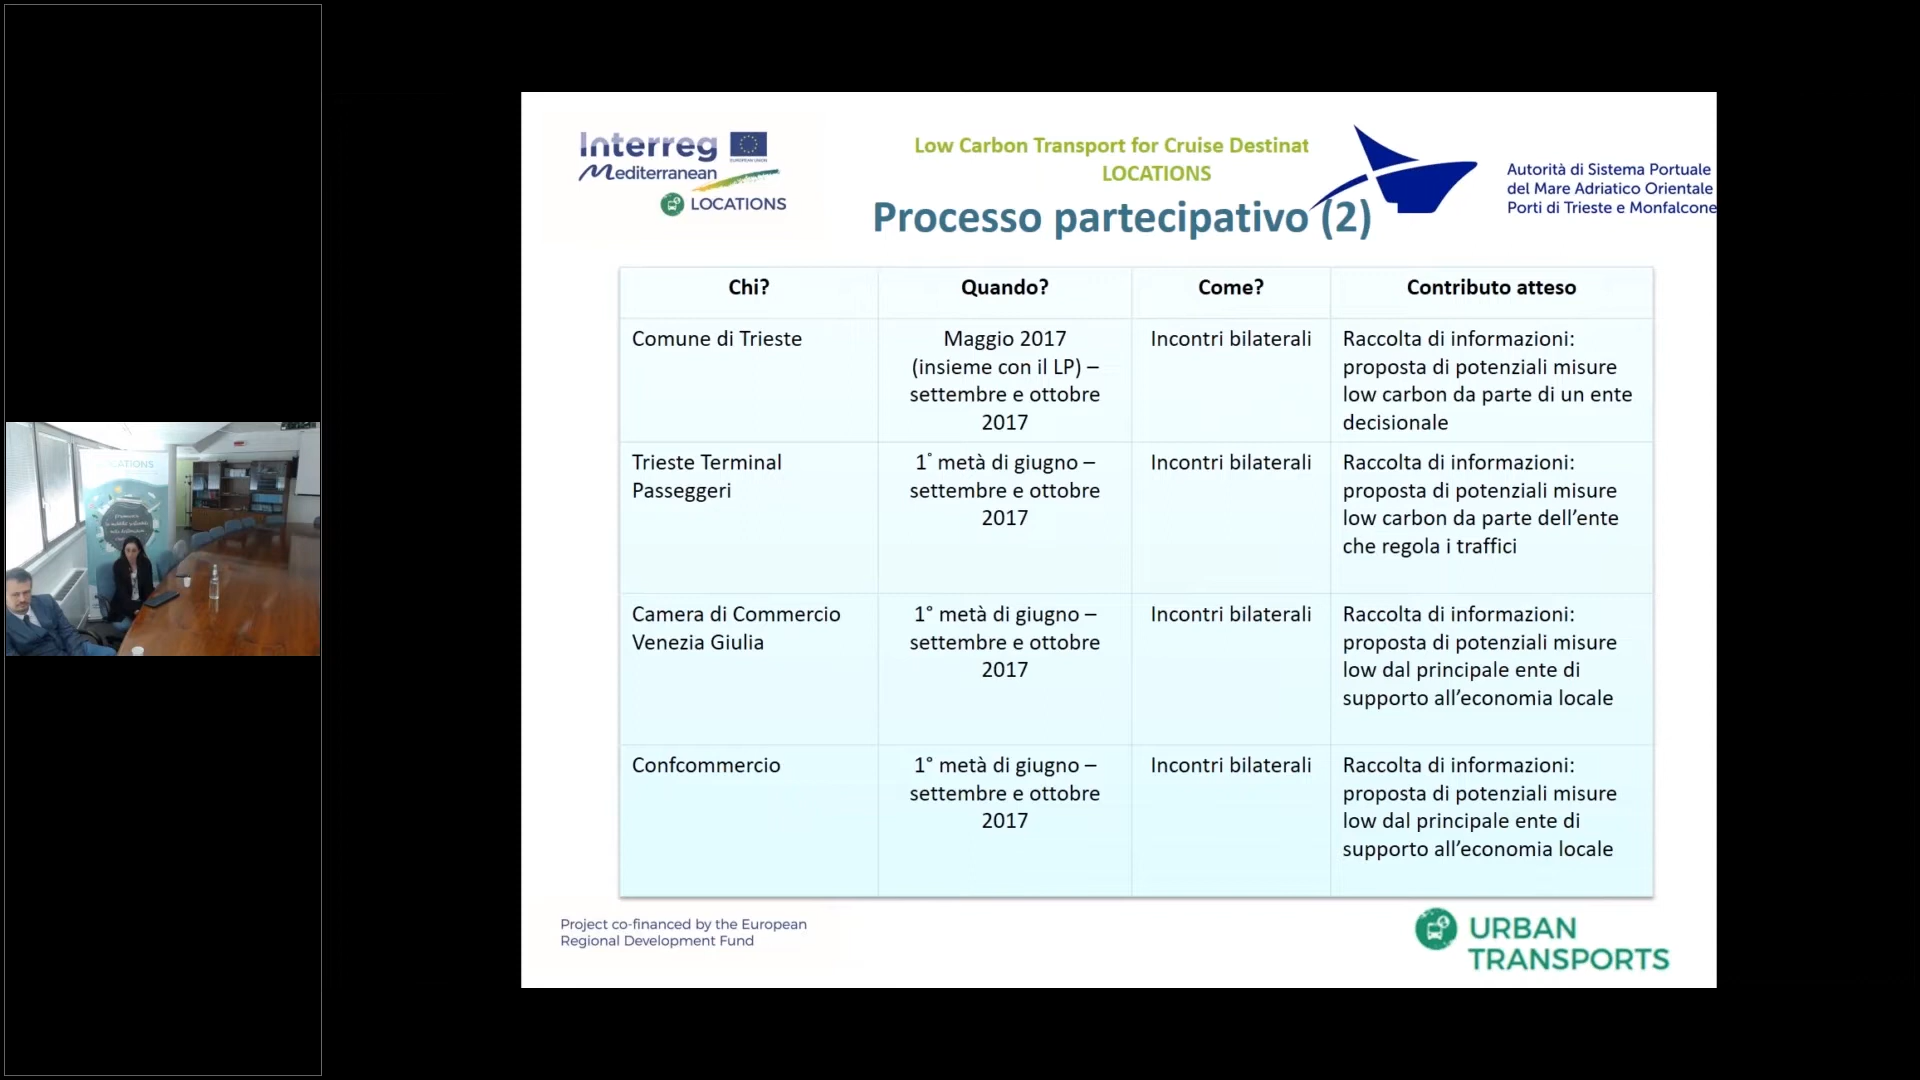 Interreg
EUROPEAN UNION
Mediterranean
LOCATIONS
Low Carbon Transport for Cruise Destinat
LOCATIONS
Processo partecipativo (2)
Autorità di Sistema Portuale
del Mare Adriatico Orientale
Porti di Trieste e Monfalcone
Chi?
Quando?
Come?
Contributo atteso
Comune di Trieste
Maggio 2017
(insieme con il LP) –
settembre e ottobre
2017
Incontri bilaterali
Raccolta di informazioni:
proposta di potenziali misure
low carbon da parte di un ente
decisionale
Trieste Terminal
Passeggeri
1° metà di giugno –
settembre e ottobre
2017
Incontri bilaterali
Raccolta di informazioni:
proposta di potenziali misure
low carbon da parte dell’ente
che regola i traffici
Camera di Commercio
Venezia Giulia
1° metà di giugno –
settembre e ottobre
2017
Incontri bilaterali
Raccolta di informazioni:
proposta di potenziali misure
low dal principale ente di
supporto all’economia locale
Confcommercio
1° metà di giugno –
settembre e ottobre
2017
Incontri bilaterali
Raccolta di informazioni:
proposta di potenziali misure
low dal principale ente di
supporto all’economia locale
Project co-financed by the European
Regional Development Fund
URBAN
TRANSPORTS